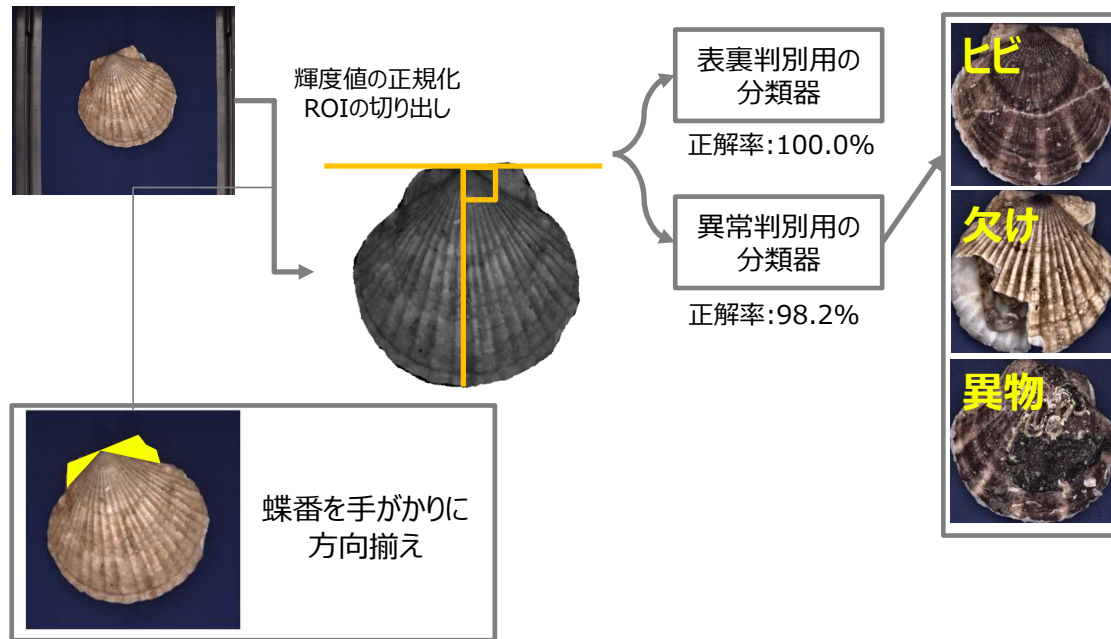 輝度値の正規化
ROIの切り出し
表裏判別用の
分類器
正解率:100.0%
異常判別用の
分類器
正解率:98.2%
ヒビ
欠け
異物
蝶番を手がかりに
方向揃え